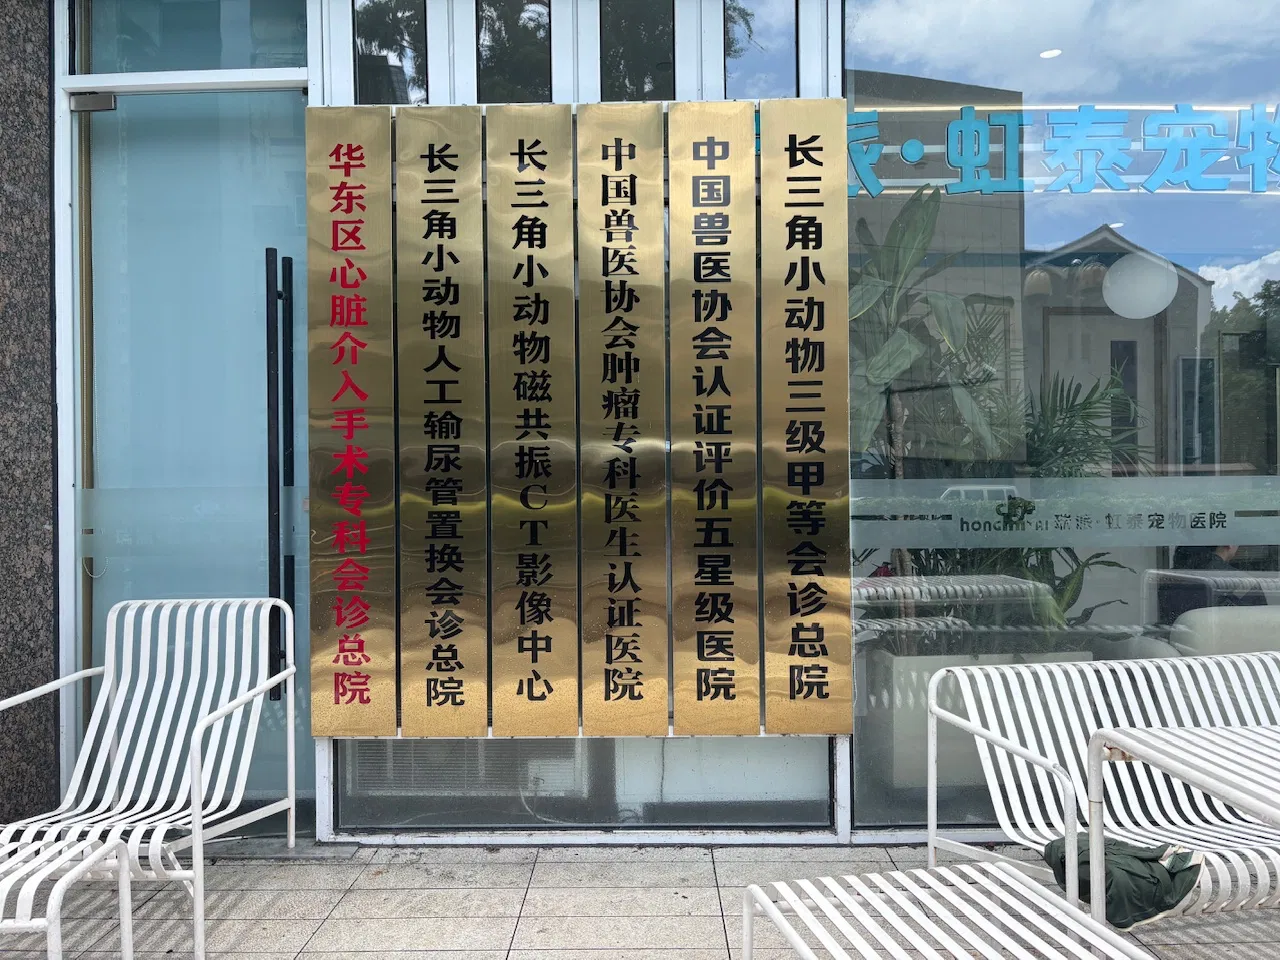 华东区心脏介入手术专科会诊总院
长三角小动物人工输尿管置换会诊总院
长三角小动物磁共振CT影像中心
中国兽医协会肿瘤专科医生认证医院
中国兽医协会认证评价五星级医院
长三角小动物三级甲等会诊总院
派·虹泰宠物
瑞派·虹泰宠物医院